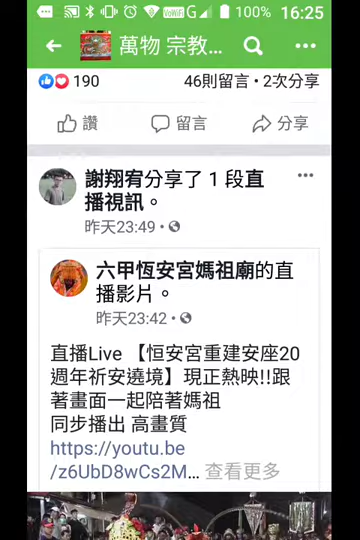 VoWiFi G 100% 16:25
萬物 宗教...
190 46則留言 • 2次分享
讚 留言 分享
謝翔宥分享了 1 段直
播視訊。
昨天23:49 •
六甲恆安宮媽祖廟的直
播影片。
昨天23:42 •
直播Live 【恒安宮重建安座20
週年祈安遶境】現正熱映!!跟
著畫面一起陪著媽祖
同步播出 高畫質
https://youtu.be
/z6UbD8wCs2M... 查看更多